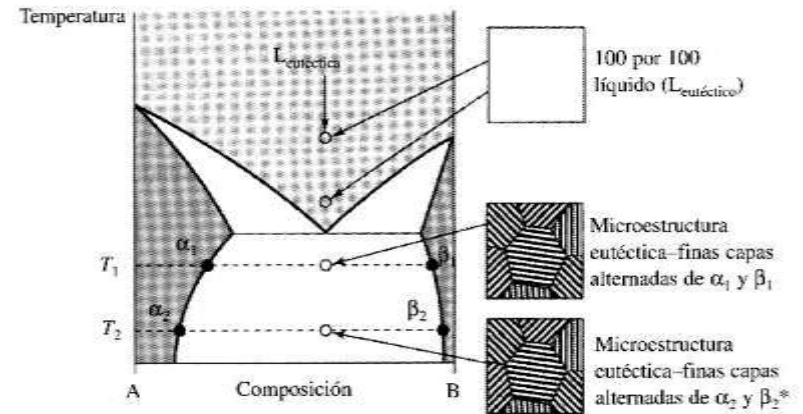 Temperatura
L eutéctica
100 por 100
líquido (L eutéctico)
α1
β1
T1
Microestructura
eutéctica–finas capas
alternadas de α1 y β1
α2
β2
T2
Microestructura
eutéctica–finas capas
alternadas de α2 y β2*
A
Composición
B